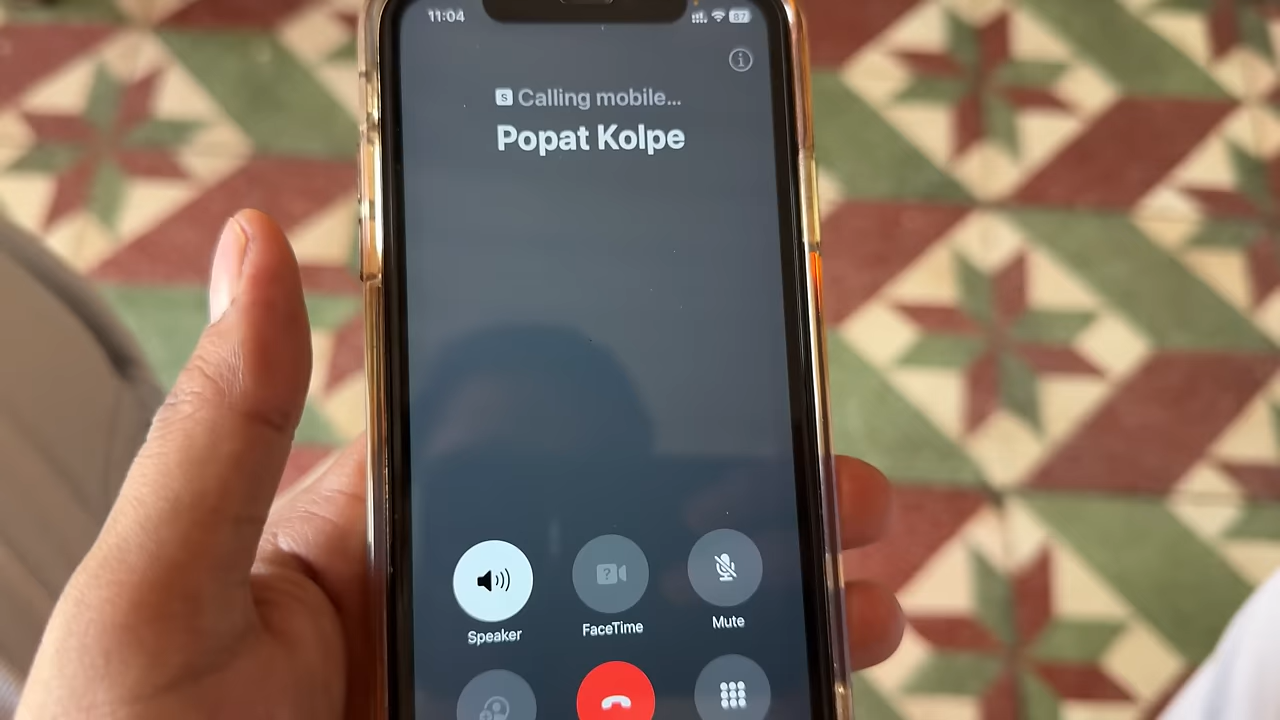 11:04
87
S Calling mobile...
Popat Kolpe
Speaker
FaceTime
Mute